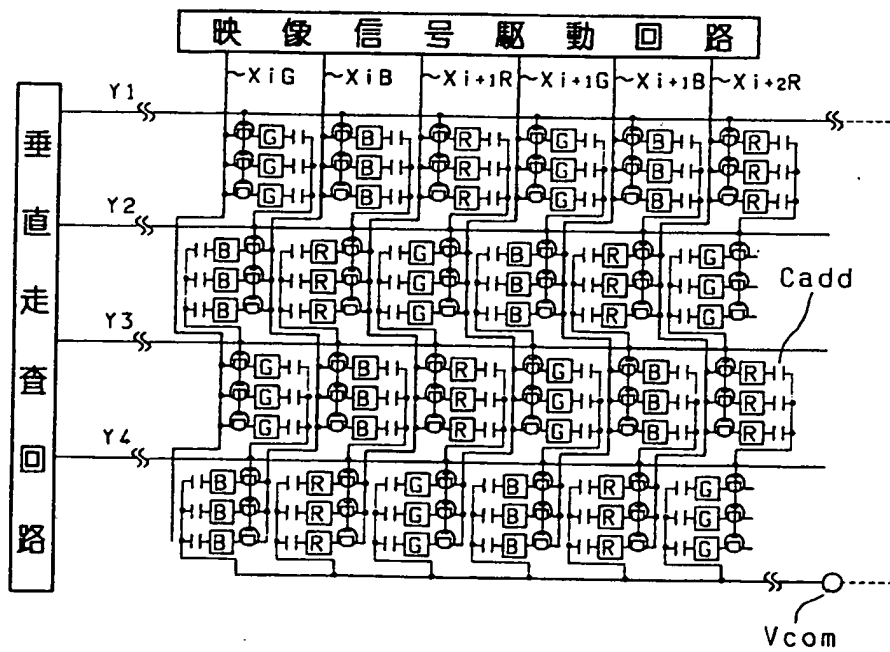 映像信号駆動回路
XiG XiB Xi+1R Xi+1G Xi+1B Xi+2R
垂直走査回路
Y1
G B R G B R
G B R G B R
G B R G B R
Y2
B R G B R G
B R G B R G
B R G B R G
Cadd
Y3
G B R G B R
G B R G B R
G B R G B R
Y4
B R G B R G
B R G B R G
B R G B R G
Vcom